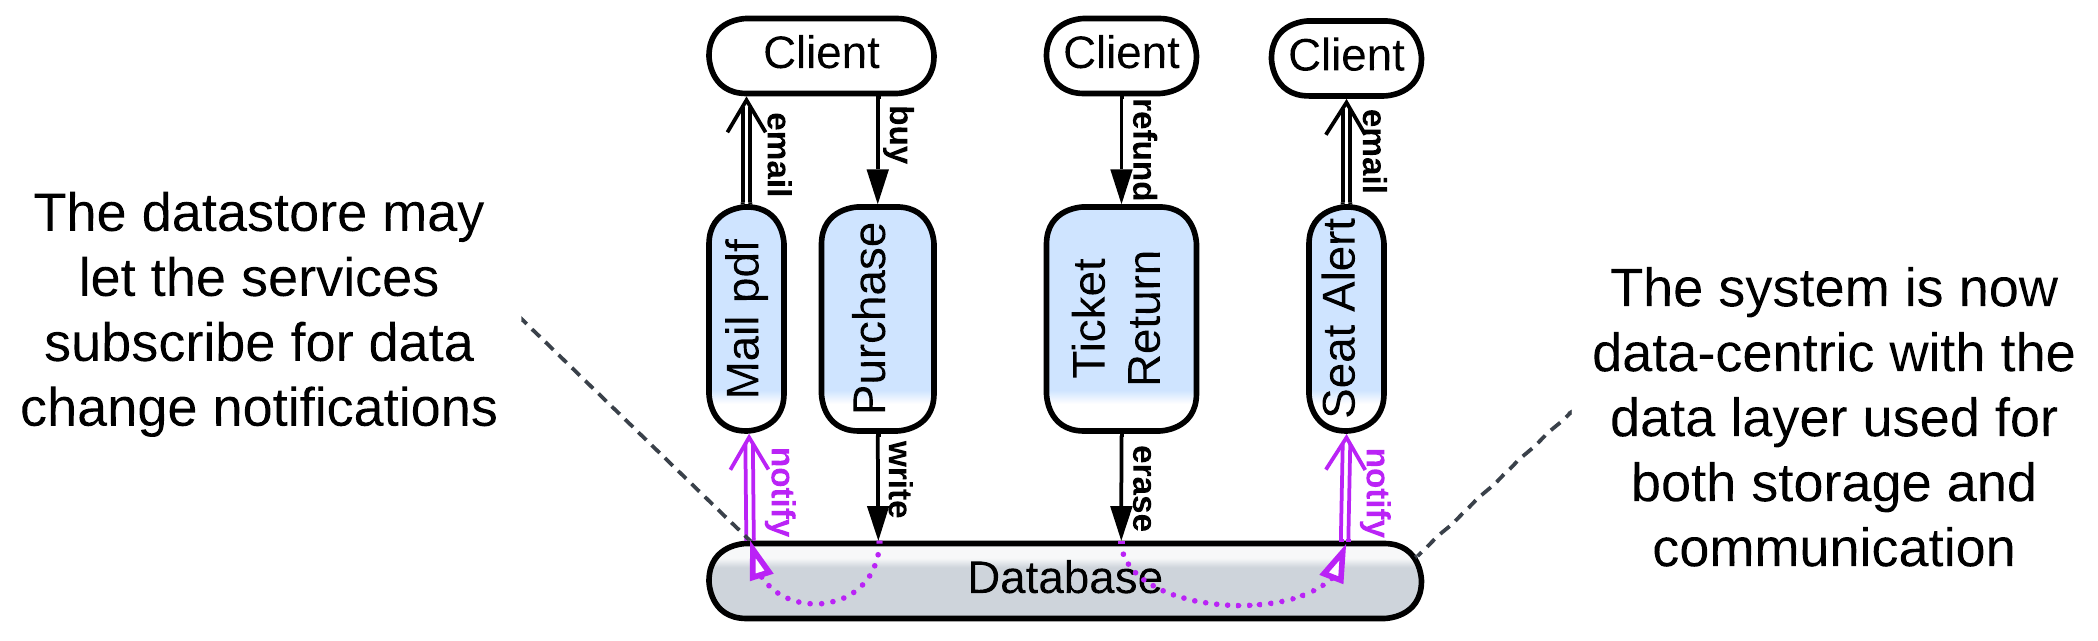 Client
Client
Client
email
buy
refund
email
The datastore may
let the services
subscribe for data
change notifications
Mail pdf
Purchase
Ticket
Return
Seat Alert
The system is now
data-centric with the
data layer used for
both storage and
communication
notify
write
erase
notify
Database